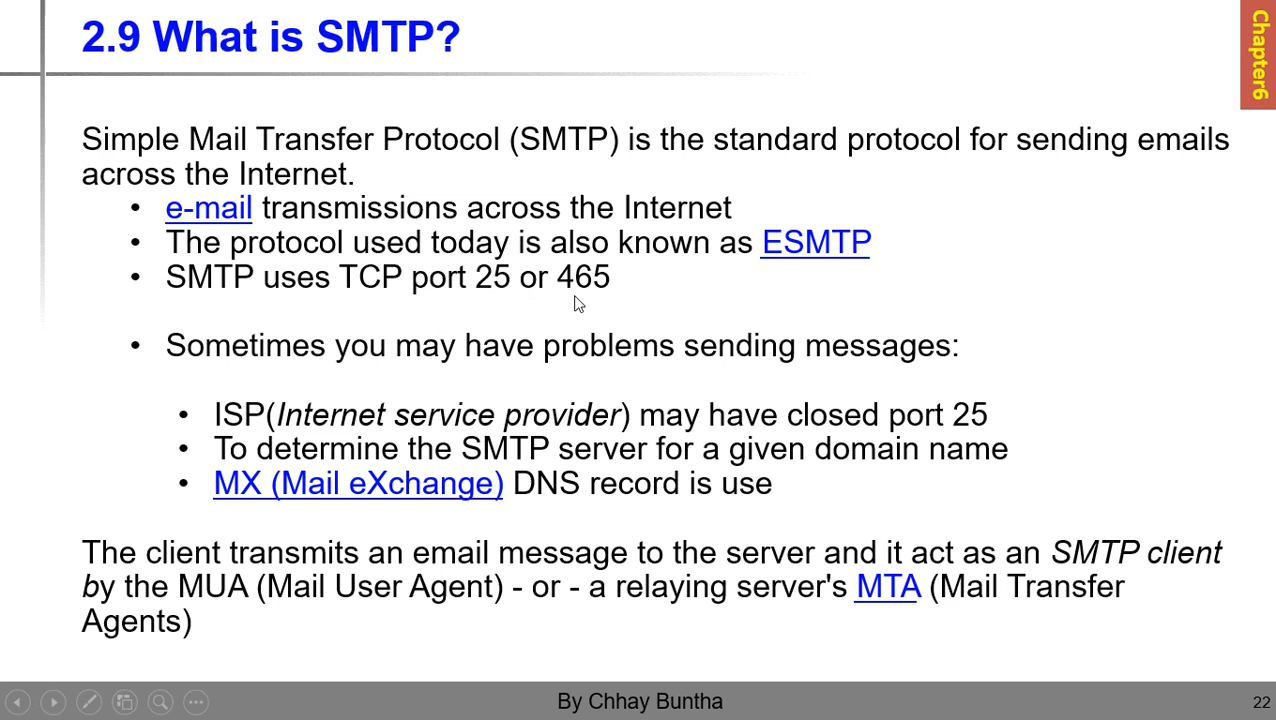 2.9 What is SMTP?
Chapter6
Simple Mail Transfer Protocol (SMTP) is the standard protocol for sending emails
across the Internet.
• e-mail transmissions across the Internet
• The protocol used today is also known as ESMTP
• SMTP uses TCP port 25 or 465
• Sometimes you may have problems sending messages:
• ISP(Internet service provider) may have closed port 25
• To determine the SMTP server for a given domain name
• MX (Mail eXchange) DNS record is use
The client transmits an email message to the server and it act as an SMTP client
by the MUA (Mail User Agent) - or - a relaying server's MTA (Mail Transfer
Agents)
By Chhay Buntha
22